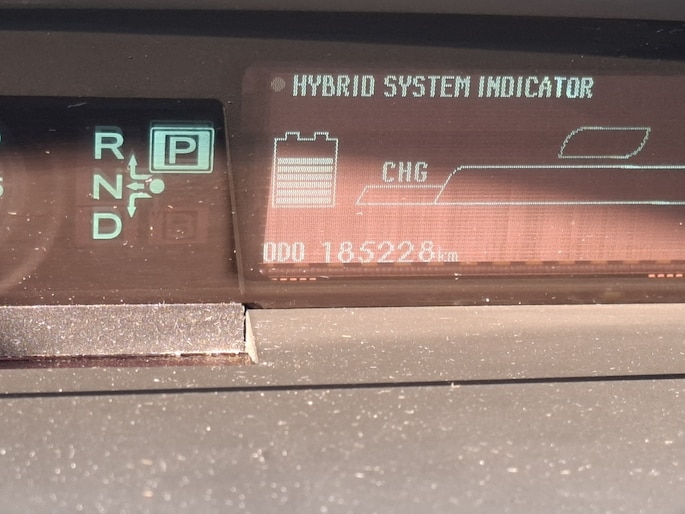 HYBRID SYSTEM INDICATOR
R P
N
D
CHG
ODO 185228km